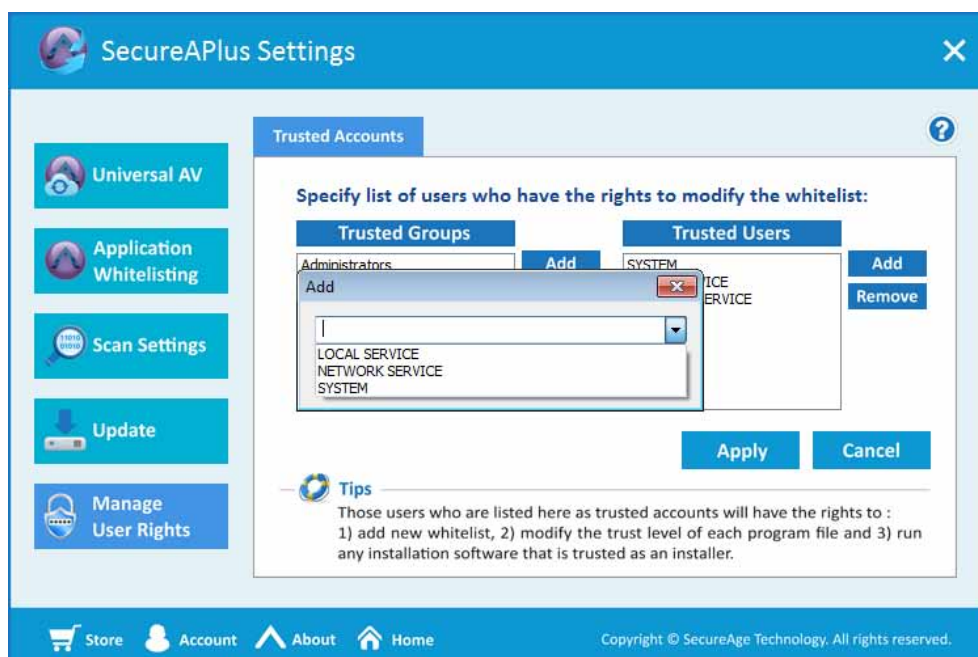 SecureAPlus Settings
Trusted Accounts
Universal AV
Application
Whitelisting
Scan Settings
Update
Manage
User Rights
Specify list of users who have the rights to modify the whitelist:
Trusted Groups
Administrators
Add
Trusted Users
SYSTEM
ICE
ERVICE
Add
Remove
Add
LOCAL SERVICE
NETWORK SERVICE
SYSTEM
Apply
Cancel
Tips
Those users who are listed here as trusted accounts will have the rights to :
1) add new whitelist, 2) modify the trust level of each program file and 3) run
any installation software that is trusted as an installer.
Store
Account
About
Home
Copyright © SecureAge Technology. All rights reserved.